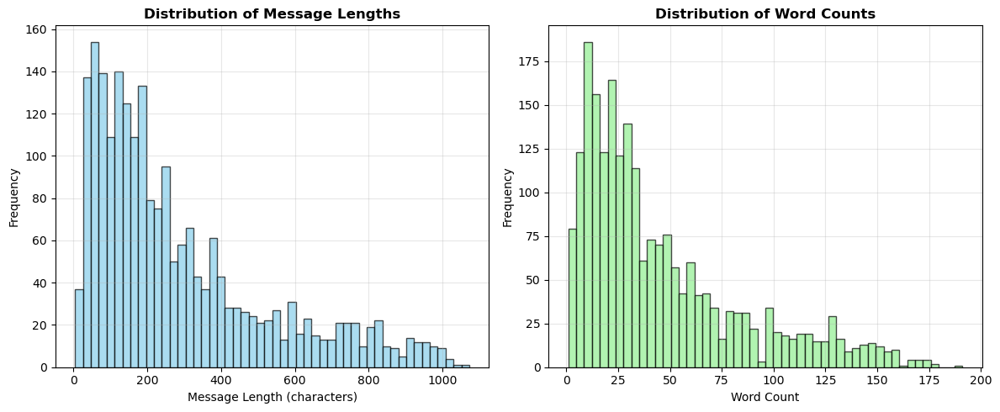 Distribution of Message Lengths
160
140
120
100
80
60
40
20
0
Frequency
0 200 400 600 800 1000
Message Length (characters)
Distribution of Word Counts
175
150
125
100
75
50
25
0
Frequency
0 25 50 75 100 125 150 175 200
Word Count